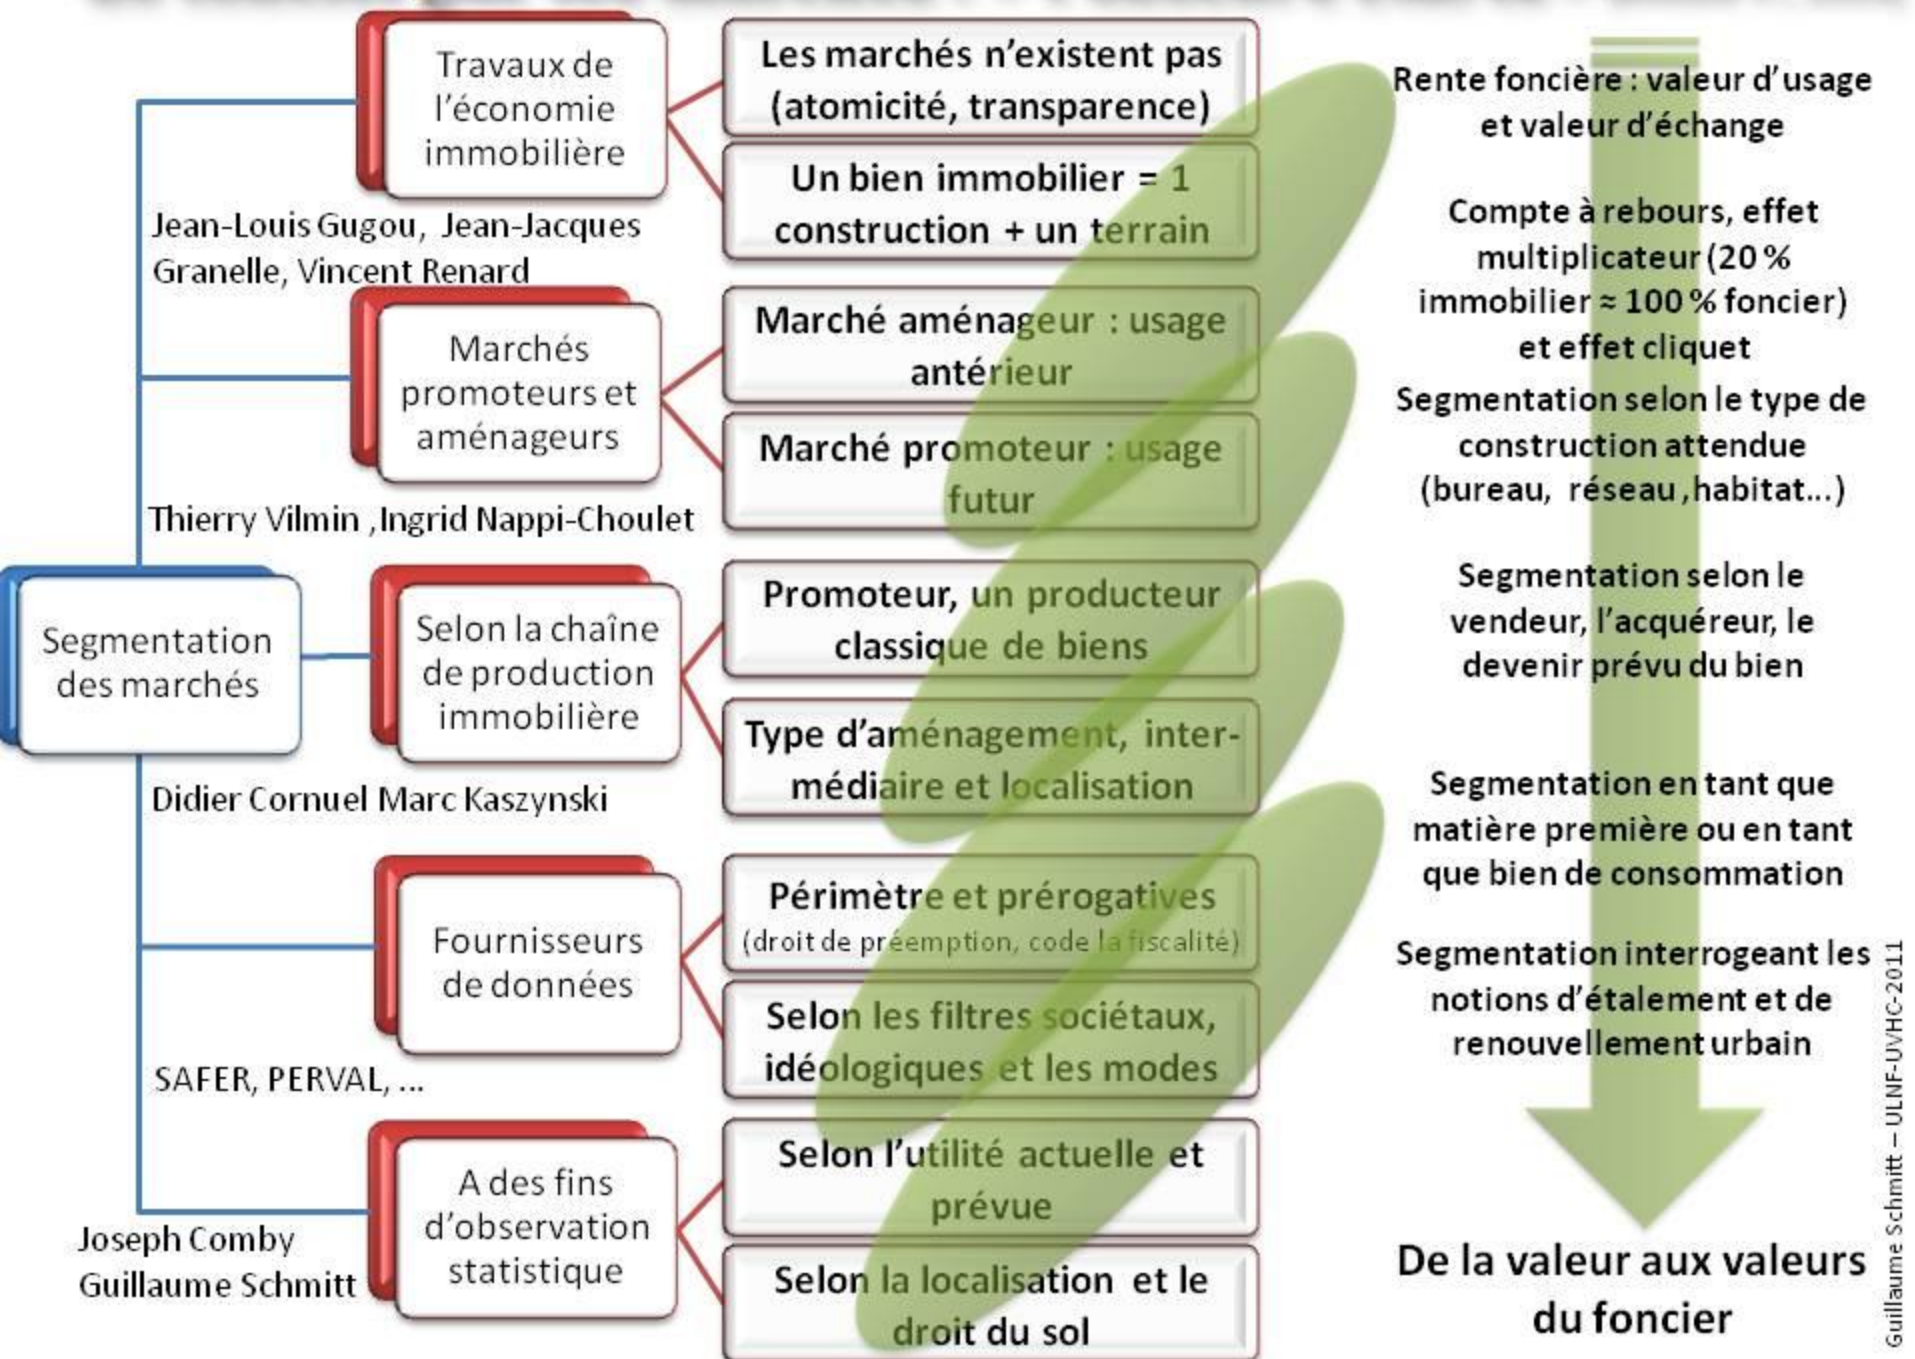 Travaux de
l’économie
immobilière
Les marchés n’existent pas
(atomicité, transparence)
Un bien immobilier = 1
construction + un terrain
Jean-Louis Gugou, Jean-Jacques
Granelle, Vincent Renard
Marchés
promoteurs et
aménageurs
Marché aménageur : usage
antérieur
Marché promoteur : usage
futur
Thierry Vilmin ,Ingrid Nappi-Choulet
Segmentation
des marchés
Selon la chaîne
de production
immobilière
Promoteur, un producteur
classique de biens
Type d’aménagement, inter-
médiaire et localisation
Didier Cornuel Marc Kaszynski
Fournisseurs
de données
Périmètre et prérogatives
(droit de préemption, code la fiscalité)
Selon les filtres sociétaux,
idéologiques et les modes
SAFER, PERVAL, ...
A des fins
d’observation
statistique
Selon l’utilité actuelle et
prévue
Selon la localisation et le
droit du sol
Joseph Comby
Guillaume Schmitt
Rente foncière : valeur d’usage
et valeur d’échange
Compte à rebours, effet
multiplicateur (20 %
immobilier ≈ 100 % foncier)
et effet cliquet
Segmentation selon le type de
construction attendue
(bureau, réseau ,habitat...)
Segmentation selon le
vendeur, l’acquéreur, le
devenir prévu du bien
Segmentation en tant que
matière première ou en tant
que bien de consommation
Segmentation interrogeant les
notions d’étalement et de
renouvellement urbain
De la valeur aux valeurs
du foncier
Guillaume Schmitt – ULNF-UVHC-2011